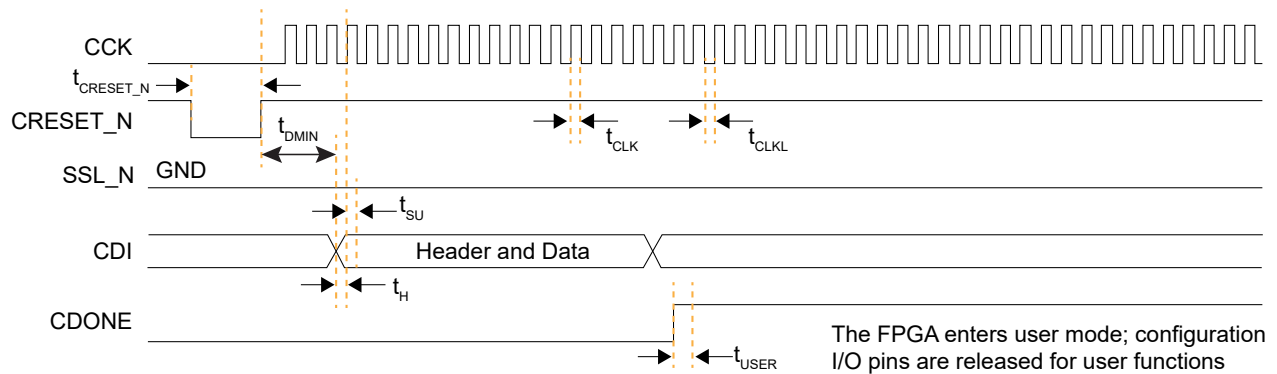 CCK
tCRESET_N
CRESET_N
tDMIN
tCLK
tCLKL
SSL_N
GND
tSU
CDI
Header and Data
tH
CDONE
tUSER
The FPGA enters user mode; configuration
I/O pins are released for user functions